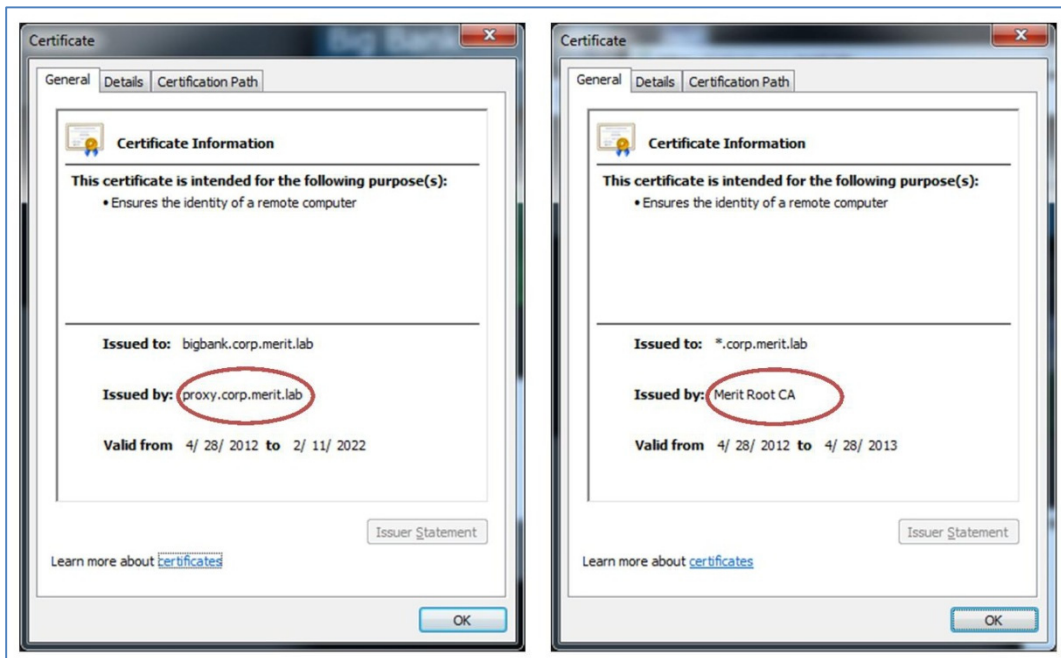 Certificate
General Details Certification Path
Certificate Information
This certificate is intended for the following purpose(s):
• Ensures the identity of a remote computer
Issued to: bigbank.corp.merit.lab
Issued by: proxy.corp.merit.lab
Valid from 4/ 28/ 2012 to 2/ 11/ 2022
Issuer Statement
Learn more about certificates
OK
Certificate
General Details Certification Path
Certificate Information
This certificate is intended for the following purpose(s):
• Ensures the identity of a remote computer
Issued to: *.corp.merit.lab
Issued by: Merit Root CA
Valid from 4/ 28/ 2012 to 4/ 28/ 2013
Issuer Statement
Learn more about certificates
OK